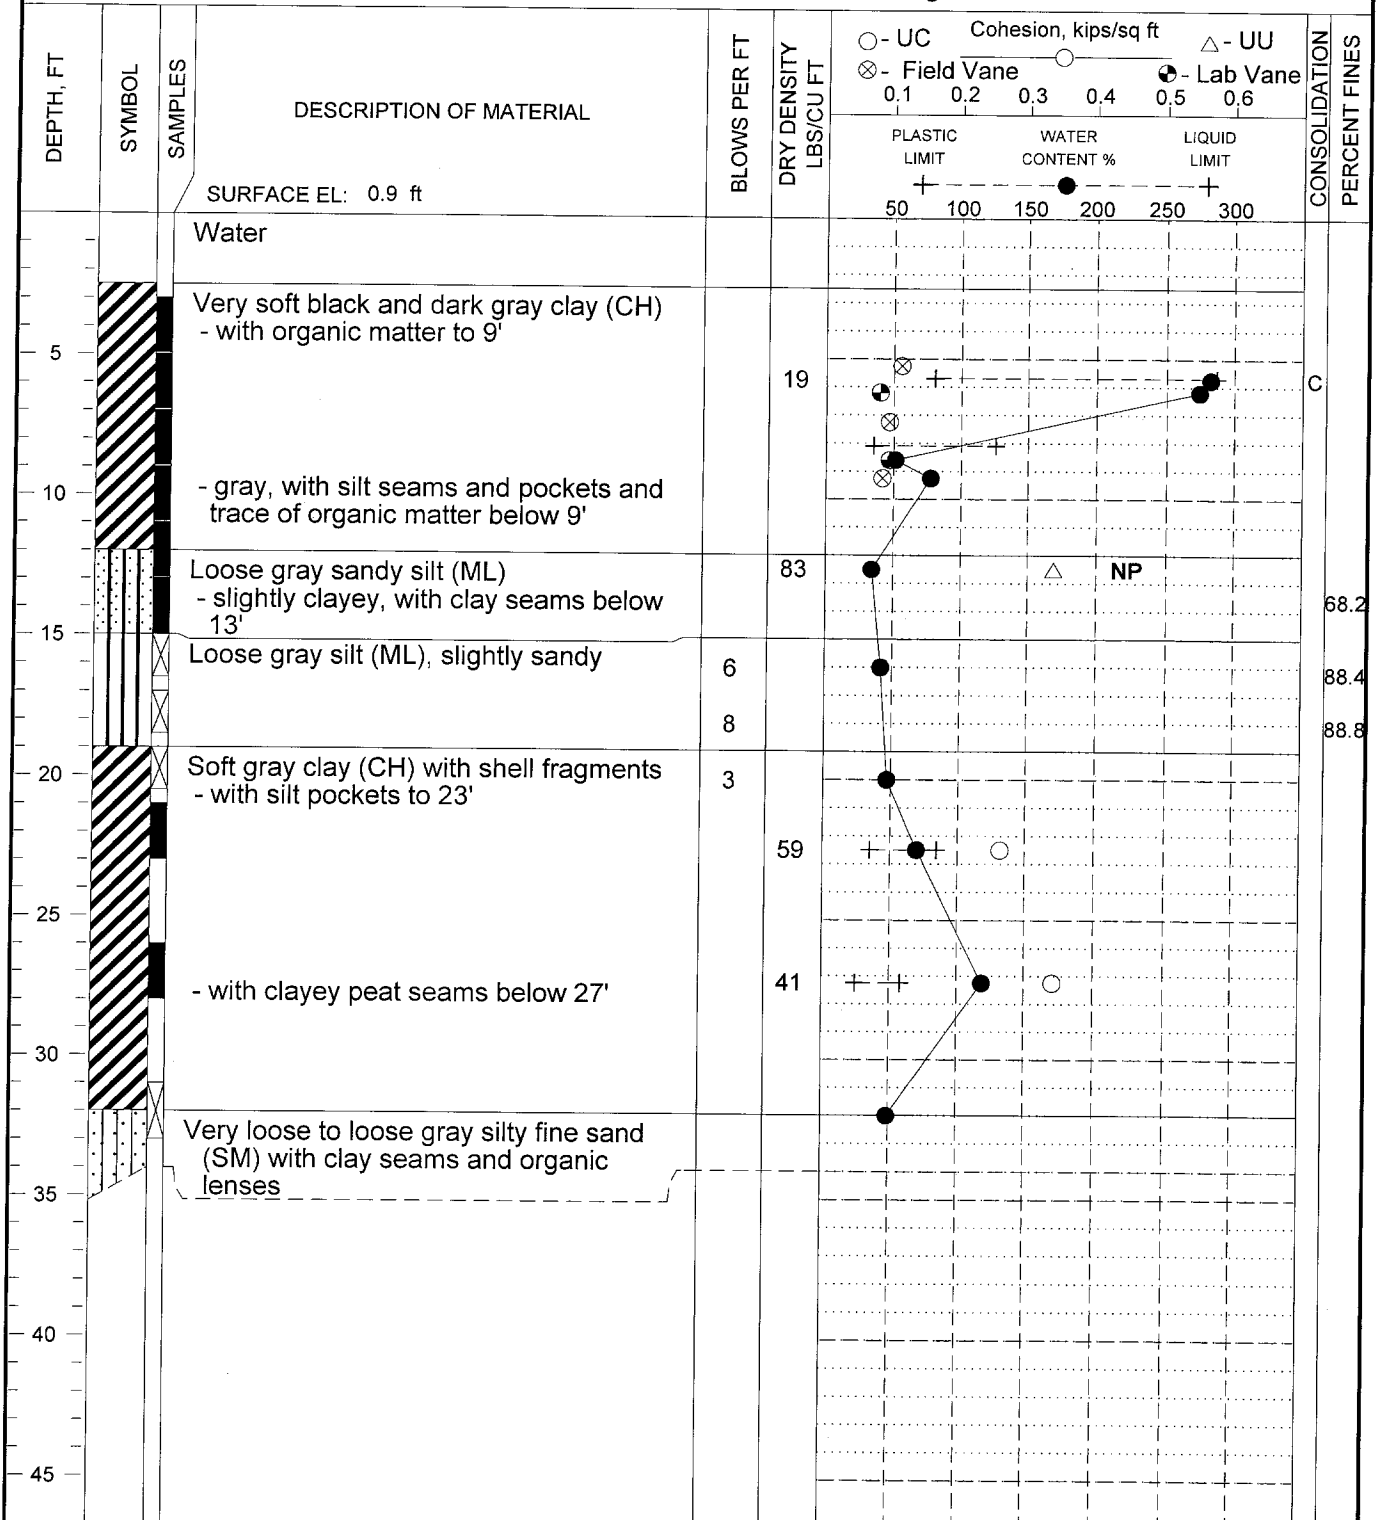 DEPTH, FT
SYMBOL
SAMPLES
DESCRIPTION OF MATERIAL
SURFACE EL: 0.9 ft
BLOWS PER FT
DRY DENSITY
LBS/CU FT
- UC Cohesion, kips/sq ft - UU
- Field Vane - Lab Vane
0.1 0.2 0.3 0.4 0.5 0.6
PLASTIC WATER LIQUID
LIMIT CONTENT % LIMIT
50 100 150 200 250 300
CONSOLIDATION
PERCENT FINES
Water
Very soft black and dark gray clay (CH)
- with organic matter to 9'
5
19 C
- gray, with silt seams and pockets and
10
trace of organic matter below 9'
Loose gray sandy silt (ML) 83 NP
- slightly clayey, with clay seams below
68.2
13'
15
Loose gray silt (ML), slightly sandy
6 88.4
8 88.8
Soft gray clay (CH) with shell fragments
20 3
- with silt pockets to 23'
59
25
41
- with clayey peat seams below 27'
30
Very loose to loose gray silty fine sand
(SM) with clay seams and organic
lenses
35
40
45